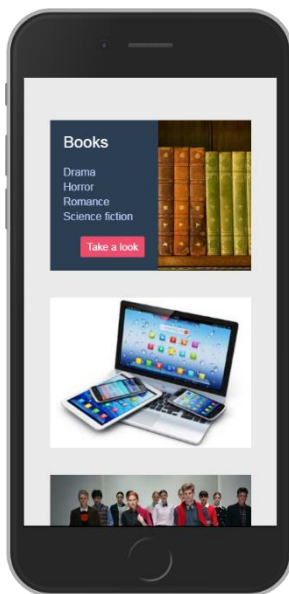 Books
Drama
Horror
Romance
Science fiction
Take a look